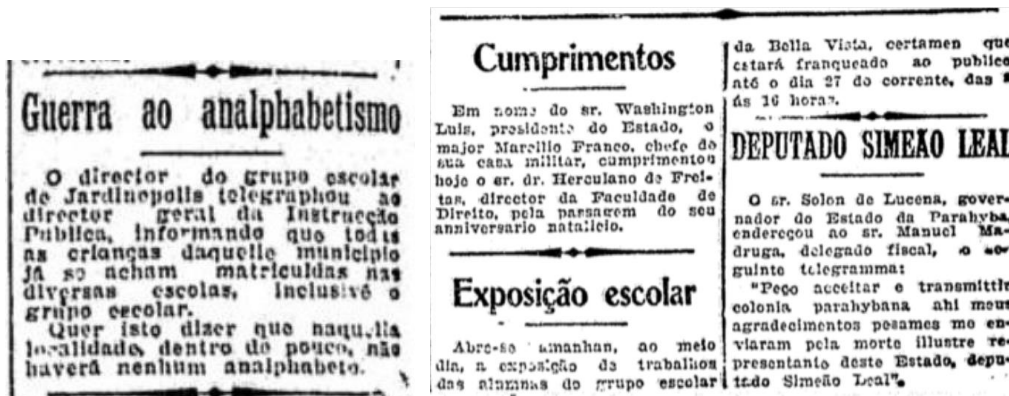 Guerra ao analphabetismo
O director do grupo escolar
de Jardinopolis telegraphou ao
director geral da Instrucção
Publica, informando que todas
as crianças daquelle municipio
já se acham matriculdas nas
diversas escolas, inclusivé o
grupo escolar.
Quer isto dizer que naquella
localidade, dentro de pouco, não
haverá nenhum analphabeto.
Cumprimentos
Em nome do sr. Washington
Luis, presidente do Estado, o
major Marcilio Franco, chefe do
sua casa militar, cumprimentou
hoje o sr. dr. Herculano de Frei-
tas, director da Faculdade de
Direito, pela passagem do seu
anniversario natalicio.
Exposição escolar
Abre-se amanhan, ao meio
dia, a exposição de trabalhos
das alumnas do grupo escolar
da Bella Vista, certamen que
estará franqueado ao publico
até o dia 27 do corrente, das
ás 16 horas.
DEPUTADO SIMEÃO LEAL
O sr. Solon de Lucena, gover-
nador do Estado da Parahyba,
endereçou ao sr. Manuel Ma-
druga, delegado fiscal, o se-
guinte telegramma:
"Peço acceitar e transmittir
colonia parahybana ahi meus
agradecimentos pesames me en-
viaram pela morte illustre re-
presentante deste Estado, depu-
tado Simeão Leal".